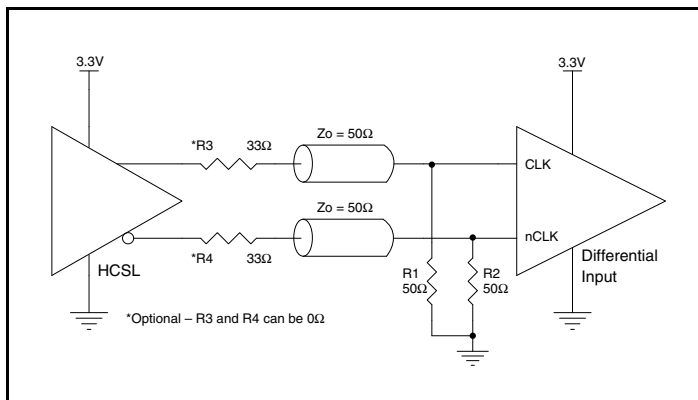 3.3V
3.3V
*R3 33Ω
Zo = 50Ω
CLK
Zo = 50Ω
nCLK
*R4 33Ω
HCSL
R1
50Ω
R2
50Ω
Differential
Input
*Optional – R3 and R4 can be 0Ω